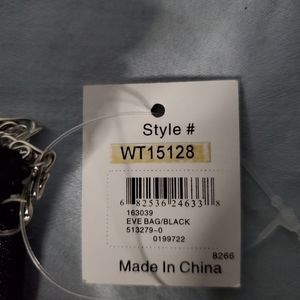 Style #
WT15128
6 82536 24633 8
163039
EVE BAG/BLACK
513279-0
0199722
8266
Made In China